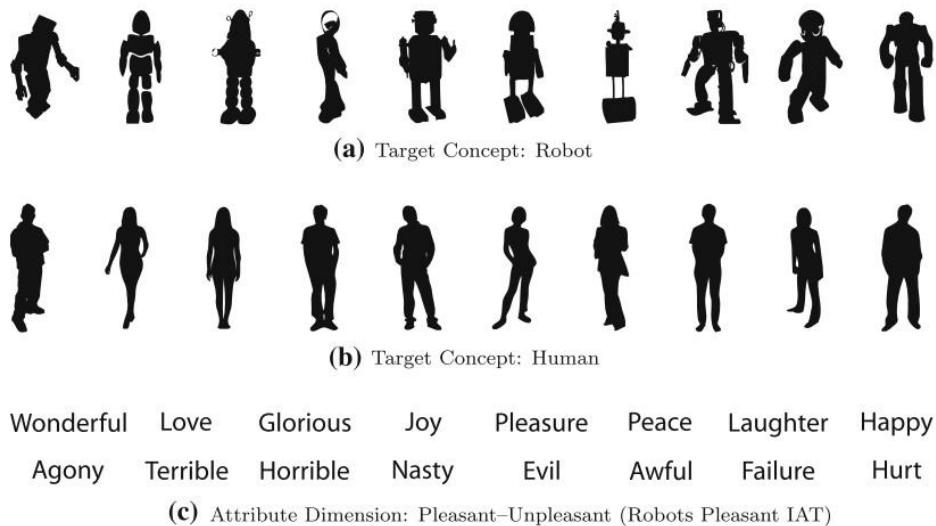 (a) Target Concept: Robot
(b) Target Concept: Human
Wonderful Love Glorious Joy Pleasure Peace Laughter Happy
Agony Terrible Horrible Nasty Evil Awful Failure Hurt
(c) Attribute Dimension: Pleasant–Unpleasant (Robots Pleasant IAT)